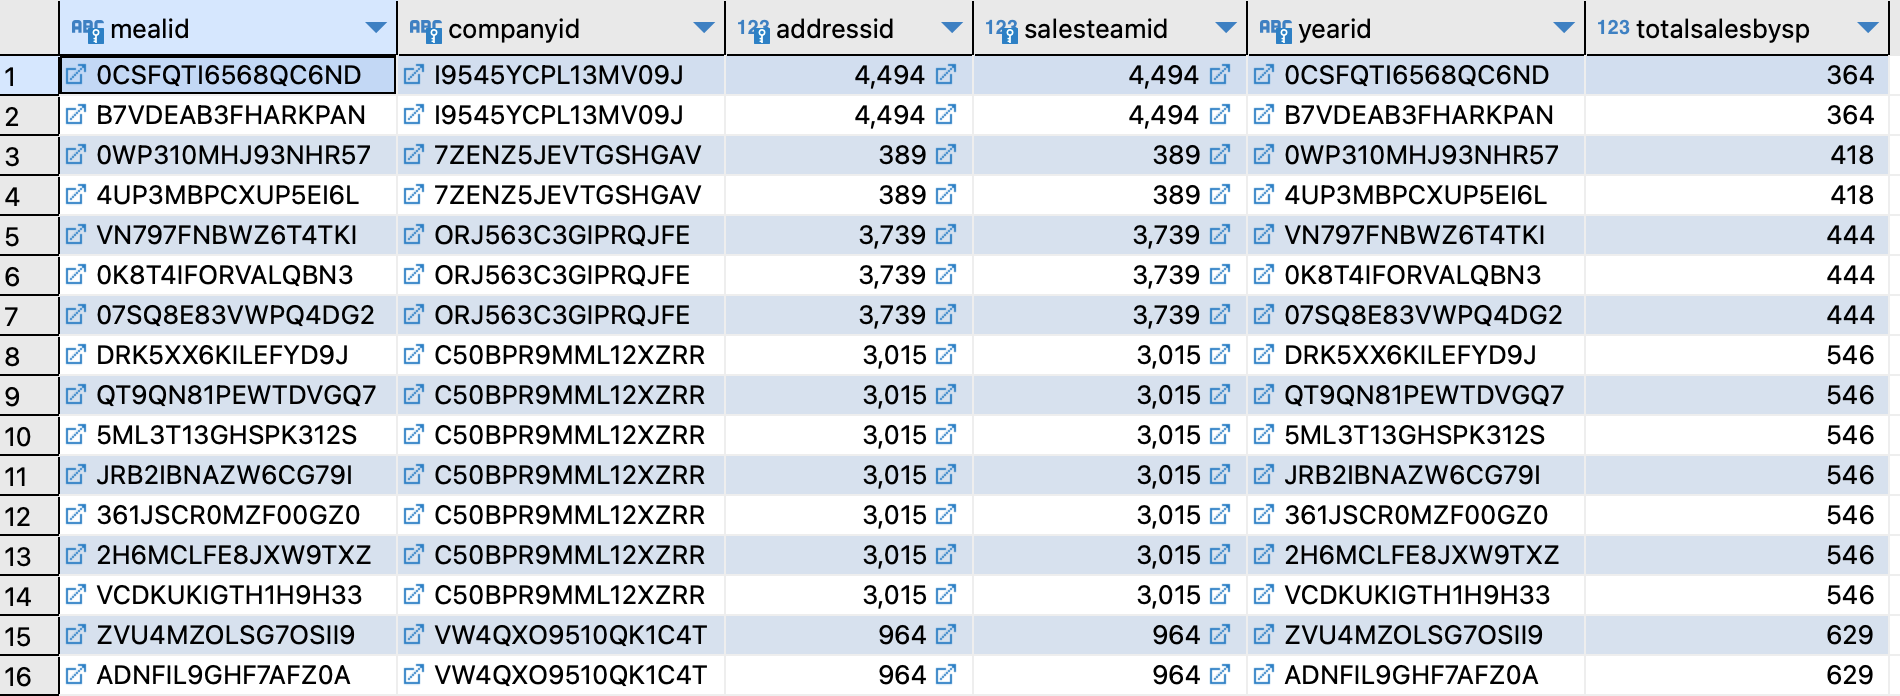 ABC mealid ABC companyid 123 addressid 123 salesteamid ABC yearid 123 totalsalesbysp
1 0CSFQTI6568QC6ND I9545YCPL13MV09J 4,494 4,494 0CSFQTI6568QC6ND 364
2 B7VDEAB3FHARKPAN I9545YCPL13MV09J 4,494 4,494 B7VDEAB3FHARKPAN 364
3 0WP310MHJ93NHR57 7ZENZ5JEVTGSHGAV 389 389 0WP310MHJ93NHR57 418
4 4UP3MBPCXUP5EI6L 7ZENZ5JEVTGSHGAV 389 389 4UP3MBPCXUP5EI6L 418
5 VN797FNBWZ6T4TKI ORJ563C3GIPRQJFE 3,739 3,739 VN797FNBWZ6T4TKI 444
6 0K8T4IFORVALQBN3 ORJ563C3GIPRQJFE 3,739 3,739 0K8T4IFORVALQBN3 444
7 07SQ8E83VWPQ4DG2 ORJ563C3GIPRQJFE 3,739 3,739 07SQ8E83VWPQ4DG2 444
8 DRK5XX6KILEFYD9J C50BPR9MML12XZRR 3,015 3,015 DRK5XX6KILEFYD9J 546
9 QT9QN81PEWTDVGQ7 C50BPR9MML12XZRR 3,015 3,015 QT9QN81PEWTDVGQ7 546
10 5ML3T13GHSPK312S C50BPR9MML12XZRR 3,015 3,015 5ML3T13GHSPK312S 546
11 JRB2IBNAZW6CG79I C50BPR9MML12XZRR 3,015 3,015 JRB2IBNAZW6CG79I 546
12 361JSCR0MZF00GZ0 C50BPR9MML12XZRR 3,015 3,015 361JSCR0MZF00GZ0 546
13 2H6MCLFE8JXW9TXZ C50BPR9MML12XZRR 3,015 3,015 2H6MCLFE8JXW9TXZ 546
14 VCDKUKIGTH1H9H33 C50BPR9MML12XZRR 3,015 3,015 VCDKUKIGTH1H9H33 546
15 ZVU4MZOLSG7OSII9 VW4QXO9510QK1C4T 964 964 ZVU4MZOLSG7OSII9 629
16 ADNFIL9GHF7AFZ0A VW4QXO9510QK1C4T 964 964 ADNFIL9GHF7AFZ0A 629